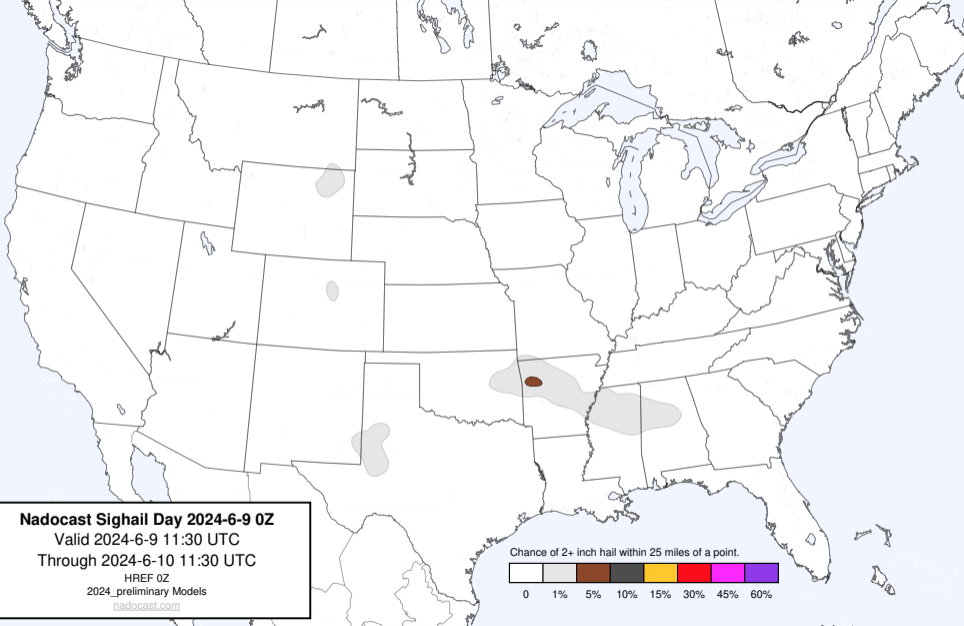 Nadocast Sighail Day 2024-6-9 0Z
Valid 2024-6-9 11:30 UTC
Through 2024-6-10 11:30 UTC
HREF 0Z
2024_preliminary Models
nadocast.com
Chance of 2+ inch hail within 25 miles of a point.
0 1% 5% 10% 15% 30% 45% 60%